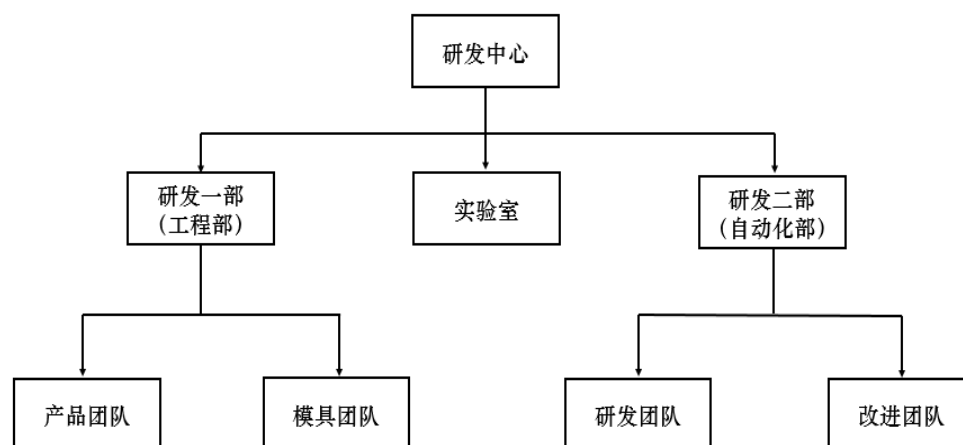 研发中心
研发一部
（工程部）
实验室
研发二部
（自动化部）
产品团队
模具团队
研发团队
改进团队